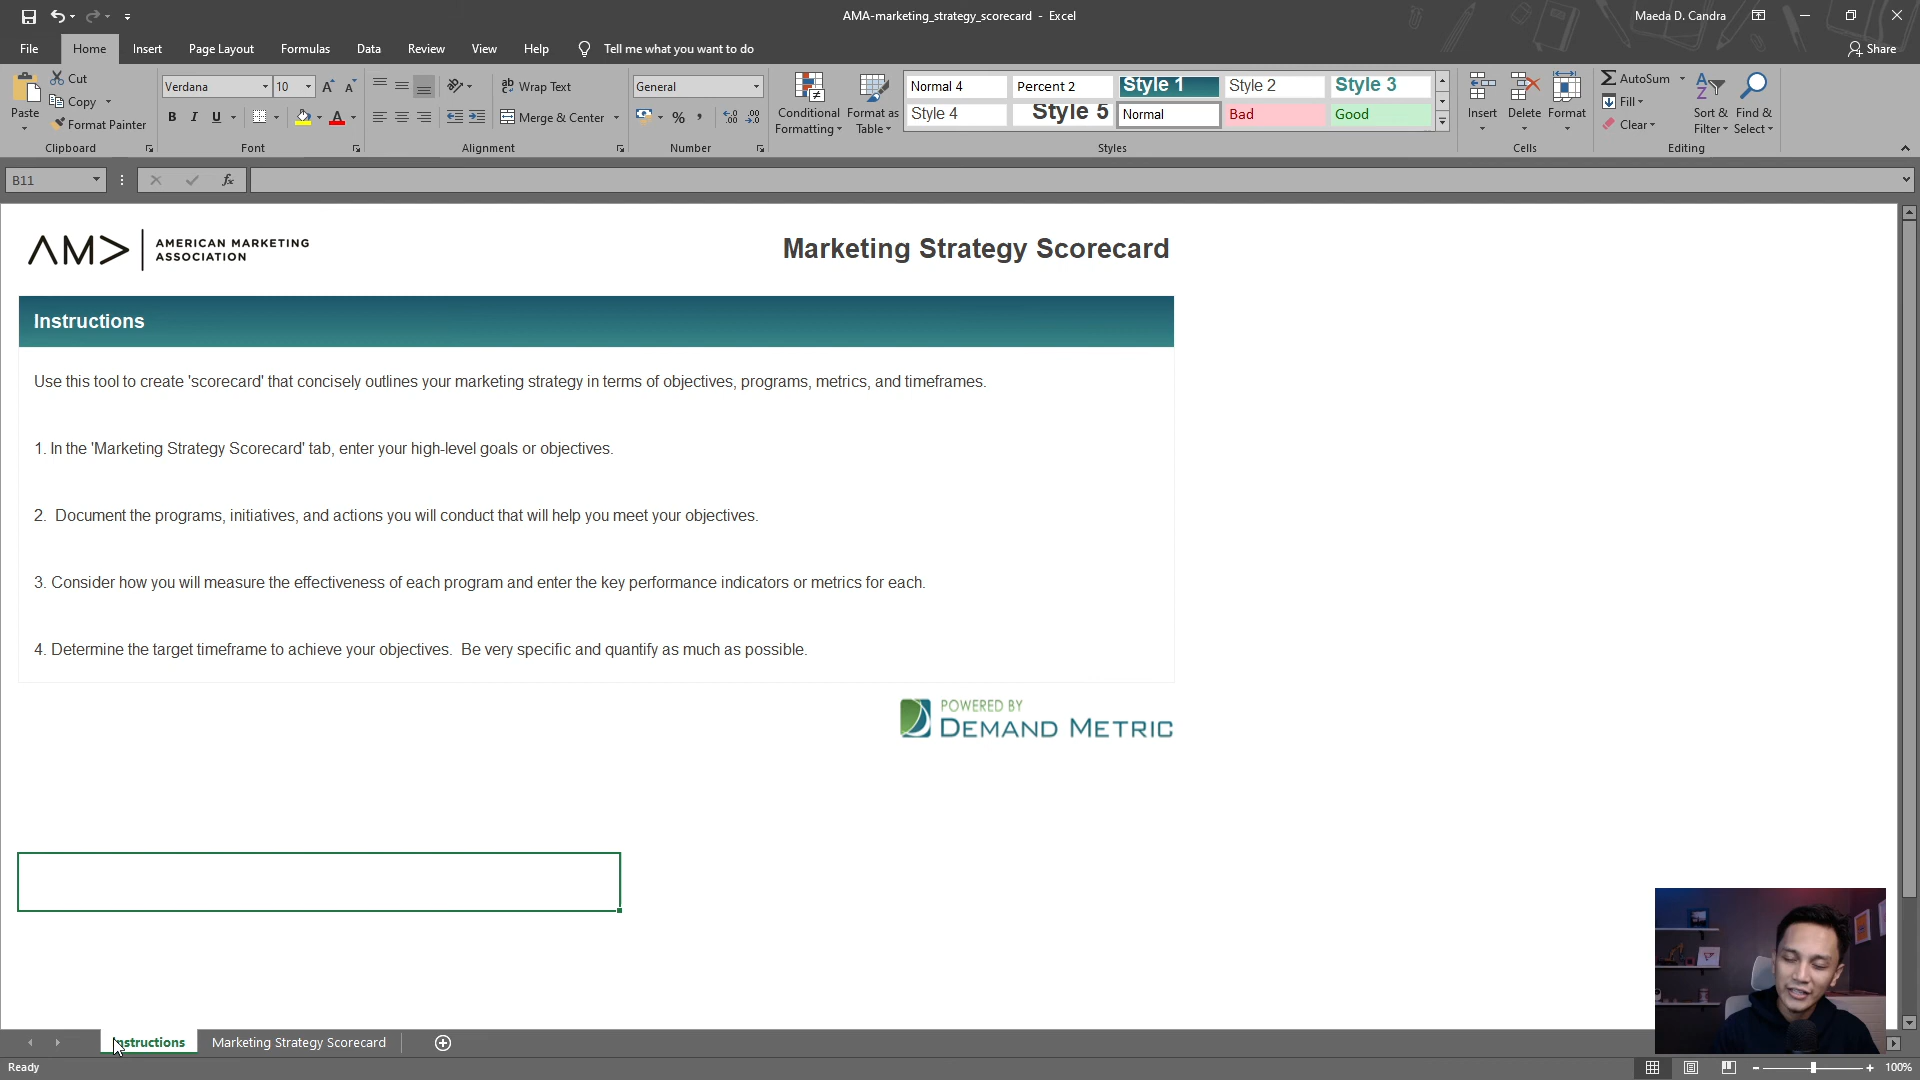 AMA-marketing_strategy_scorecard - Excel
Maeda D. Candra
File Home Insert Page Layout Formulas Data Review View Help Tell me what you want to do
Share
Paste
Cut
Copy
Format Painter
Clipboard
Verdana 10
B I U
Font
Wrap Text
Merge & Center
Alignment
General
%
Number
Conditional Formatting
Format as Table
Normal 4 Percent 2 Style 1 Style 2 Style 3
Style 4 Style 5 Normal Bad Good
Styles
Insert Delete Format
Cells
AutoSum
Fill
Clear
Sort & Filter
Find & Select
Editing
B11
fx
AMA
AMERICAN MARKETING
ASSOCIATION
Marketing Strategy Scorecard
Instructions
Use this tool to create 'scorecard' that concisely outlines your marketing strategy in terms of objectives, programs, metrics, and timeframes.
1. In the 'Marketing Strategy Scorecard' tab, enter your high-level goals or objectives.
2. Document the programs, initiatives, and actions you will conduct that will help you meet your objectives.
3. Consider how you will measure the effectiveness of each program and enter the key performance indicators or metrics for each.
4. Determine the target timeframe to achieve your objectives. Be very specific and quantify as much as possible.
POWERED BY
DEMAND METRIC
Instructions Marketing Strategy Scorecard
Ready
100%